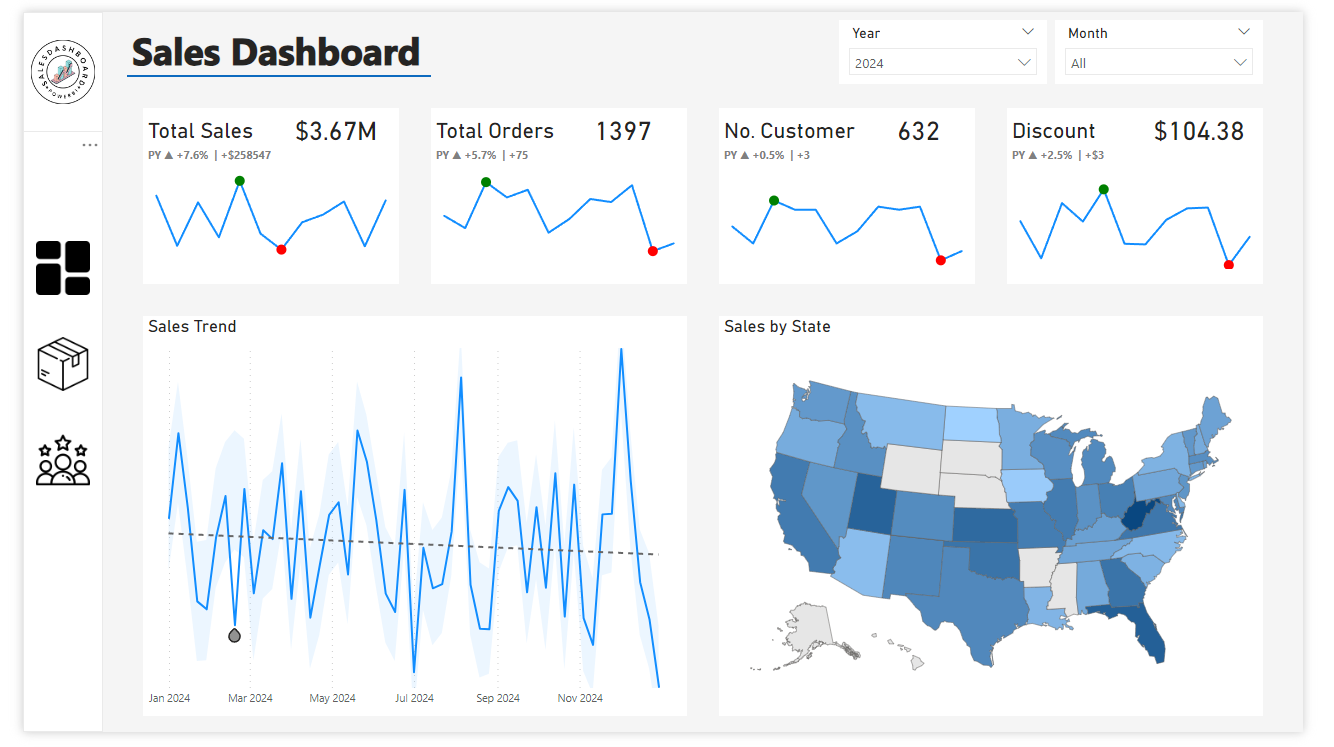 SALESDASHBOARD
POWERBI
Sales Dashboard
Year
2024
Month
All
Total Sales $3.67M
PY ▲ +7.6% | +$258547
Total Orders 1397
PY ▲ +5.7% | +75
No. Customer 632
PY ▲ +0.5% | +3
Discount $104.38
PY ▲ +2.5% | +$3
Sales Trend
Jan 2024 Mar 2024 May 2024 Jul 2024 Sep 2024 Nov 2024
Sales by State